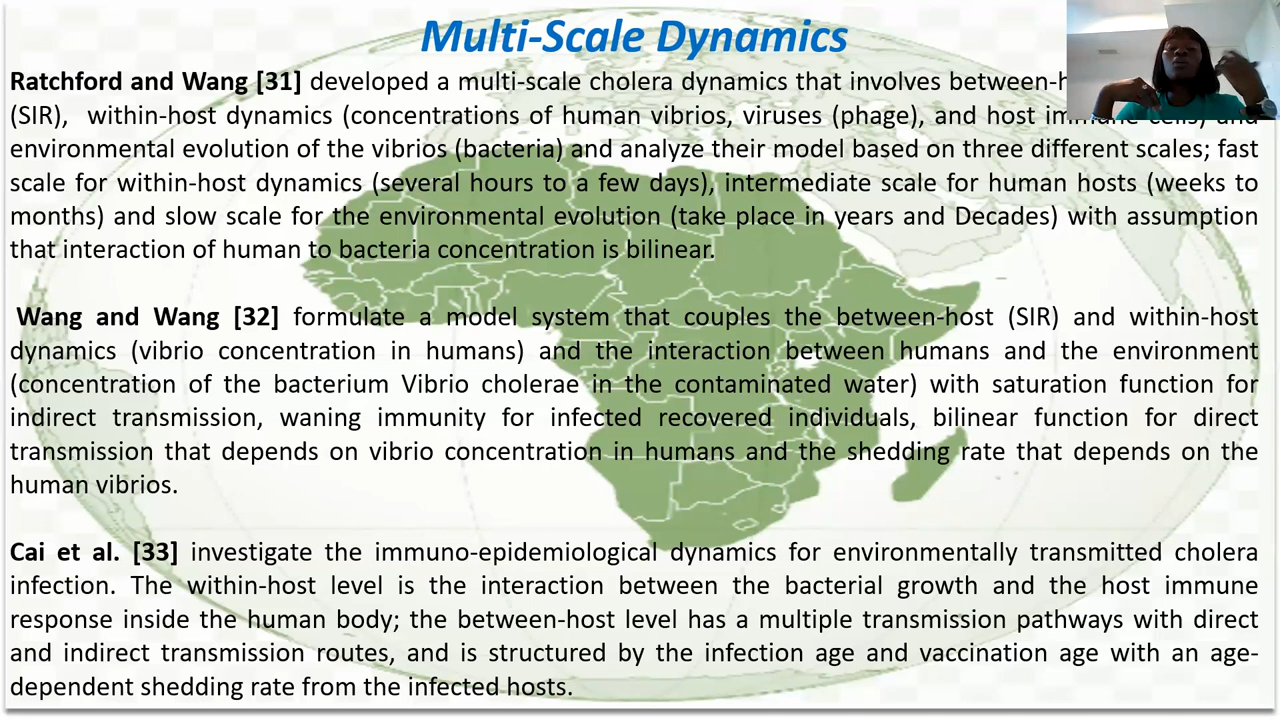 Multi-Scale Dynamics
Ratchford and Wang [31] developed a multi-scale cholera dynamics that involves
(SIR), within-host dynamics (concentrations of human vibrios, viruses (phage), and host immune cells) and
environmental evolution of the vibrios (bacteria) and analyze their model based on three different scales; fast
scale for within-host dynamics (several hours to a few days), intermediate scale for human hosts (weeks to
months) and slow scale for the environmental evolution (take place in years and Decades) with assumption
that interaction of human to bacteria concentration is bilinear.
Wang and Wang [32] formulate a model system that couples the between-host (SIR) and within-host
dynamics (vibrio concentration in humans) and the interaction between humans and the environment
(concentration of the bacterium Vibrio cholerae in the contaminated water) with saturation function for
indirect transmission, waning immunity for infected recovered individuals, bilinear function for direct
transmission that depends on vibrio concentration in humans and the shedding rate that depends on the
human vibrios.
Cai et al. [33] investigate the immuno-epidemiological dynamics for environmentally transmitted cholera
infection. The within-host level is the interaction between the bacterial growth and the host immune
response inside the human body; the between-host level has a multiple transmission pathways with direct
and indirect transmission routes, and is structured by the infection age and vaccination age with an age-
dependent shedding rate from the infected hosts.